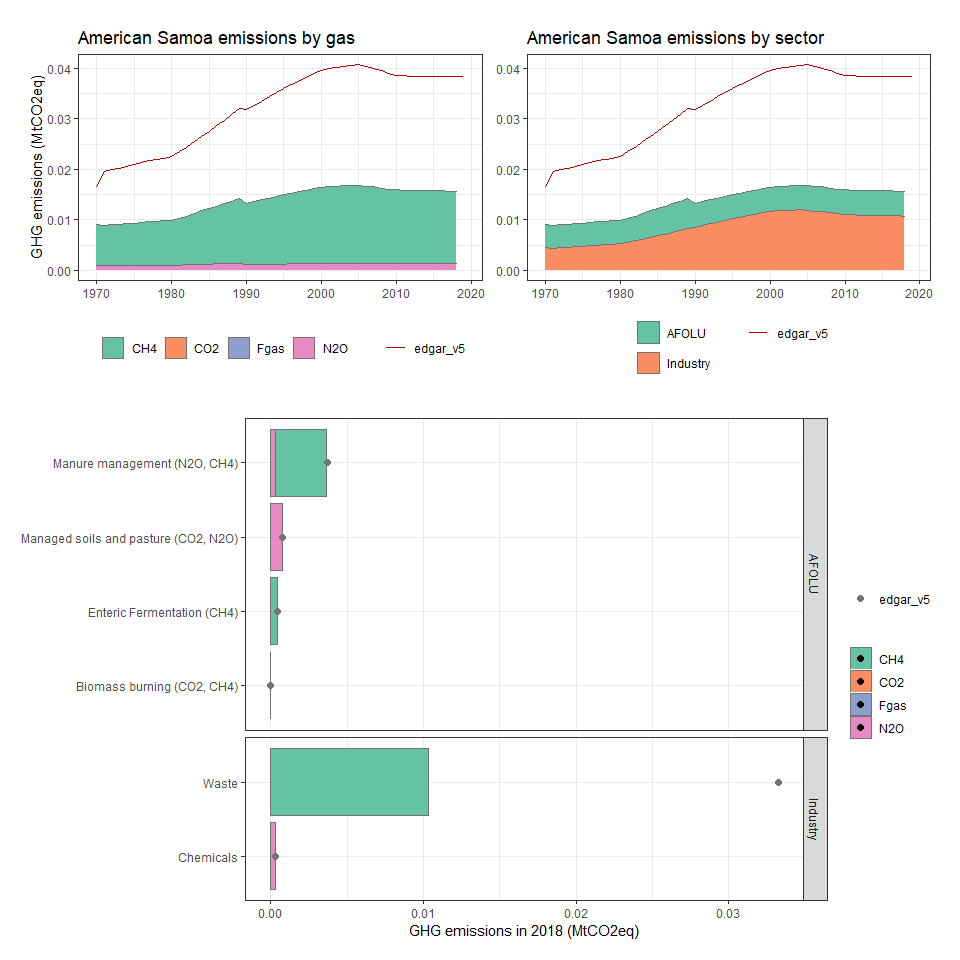 American Samoa emissions by gas
American Samoa emissions by sector
GHG emissions (MtCO2eq)
0.04
0.03
0.02
0.01
0.00
1970 1980 1990 2000 2010 2020
0.04
0.03
0.02
0.01
0.00
1970 1980 1990 2000 2010 2020
CH4 CO2 Fgas N2O edgar_v5
AFOLU edgar_v5
Industry
Manure management (N2O, CH4)
Managed soils and pasture (CO2, N2O)
Enteric Fermentation (CH4)
Biomass burning (CO2, CH4)
AFOLU
Waste
Chemicals
Industry
0.00 0.01 0.02 0.03
GHG emissions in 2018 (MtCO2eq)
edgar_v5
CH4
CO2
Fgas
N2O